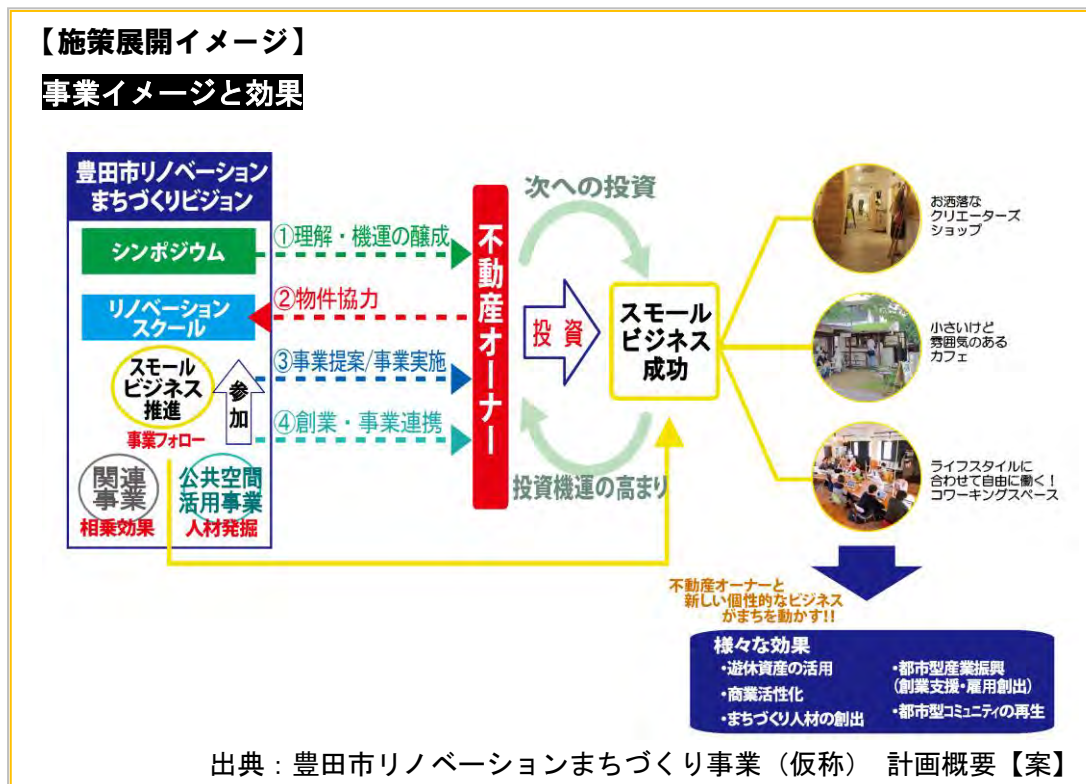 【施策展開イメージ】
事業イメージと効果
豊田市リノベーション
まちづくりビジョン
シンポジウム
リノベーション
スクール
スモール
ビジネス
推進
事業フォロー
参加
関連
事業
相乗効果
公共空間
活用事業
人材発掘
①理解・機運の醸成
②物件協力
③事業提案/事業実施
④創業・事業連携
不動産オーナー
次への投資
投資
投資機運の高まり
スモール
ビジネス
成功
お洒落な
クリエーターズ
ショップ
小さいけど
雰囲気のある
カフェ
ライフスタイルに
合わせて自由に働く！
コワーキングスペース
不動産オーナーと
新しい個性的なビジネス
がまちを動かす!!
様々な効果
・遊休資産の活用
・商業活性化
・まちづくり人材の創出
・都市型産業振興
(創業支援・雇用創出)
・都市型コミュニティの再生
出典：豊田市リノベーションまちづくり事業（仮称） 計画概要【案】